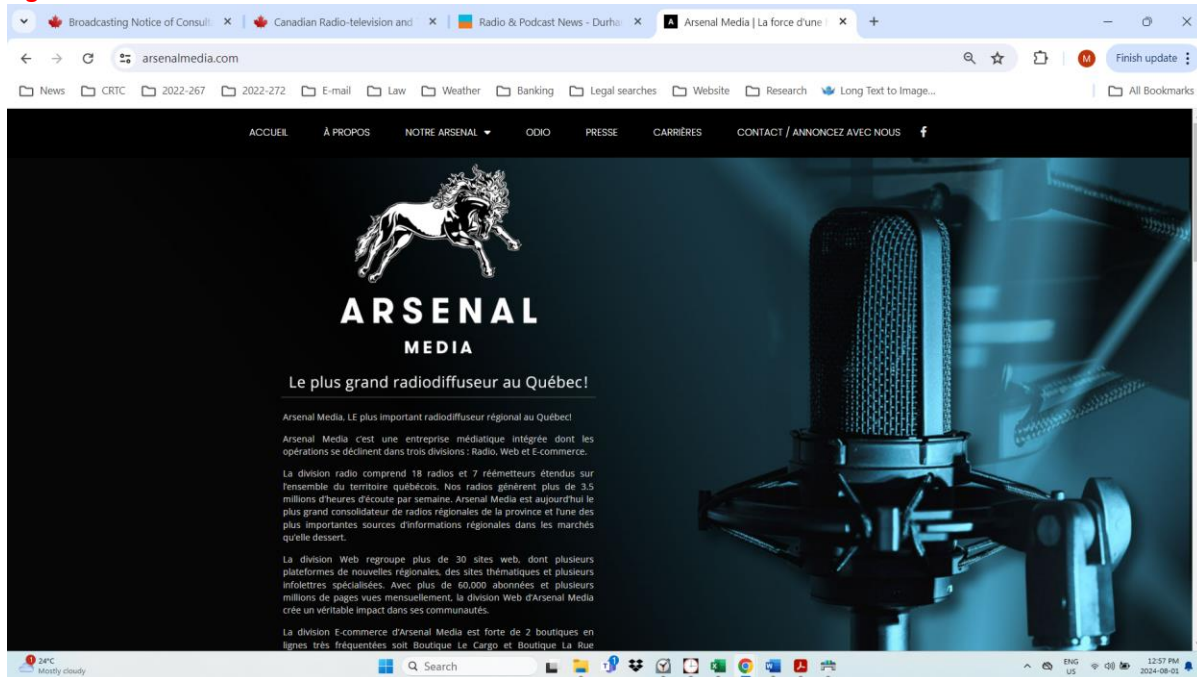 Broadcasting Notice of Consult
Canadian Radio-television and
Radio & Podcast News - Durha
Arsenal Media | La force d'une
arsenalmedia.com
M
Finish update
News
CRTC
2022-267
2022-272
E-mail
Law
Weather
Banking
Legal searches
Website
Research
Long Text to Image...
All Bookmarks
ACCUEIL
À PROPOS
NOTRE ARSENAL
ODIO
PRESSE
CARRIÈRES
CONTACT / ANNONCEZ AVEC NOUS
f
ARSENAL
MEDIA
Le plus grand radiodiffuseur au Québec!
Arsenal Media, LE plus important radiodiffuseur régional au Québec!
Arsenal Media c'est une entreprise médiatique intégrée dont les
opérations se déclinent dans trois divisions : Radio, Web et E-commerce.
La division radio comprend 18 radios et 7 réémetteurs étendus sur
l'ensemble du territoire québécois. Nos radios génèrent plus de 3.5
millions d'heures d'écoute par semaine. Arsenal Media est aujourd'hui le
plus grand consolidateur de radios régionales de la province et l'une des
plus importantes sources d'informations régionales dans les marchés
qu'elle dessert.
La division Web regroupe plus de 30 sites web, dont plusieurs
plateformes de nouvelles régionales, des sites thématiques et plusieurs
infolettres spécialisées. Avec plus de 60,000 abonnées et plusieurs
millions de pages vues mensuellement, la division Web d'Arsenal Media
crée un véritable impact dans ses communautés.
La division E-commerce d'Arsenal Media est forte de 2 boutiques en
lignes très fréquentées soit Boutique Le Cargo et Boutique La Rue
1
24°C
Mostly cloudy
Search
ENG
US
12:57 PM
2024-08-01